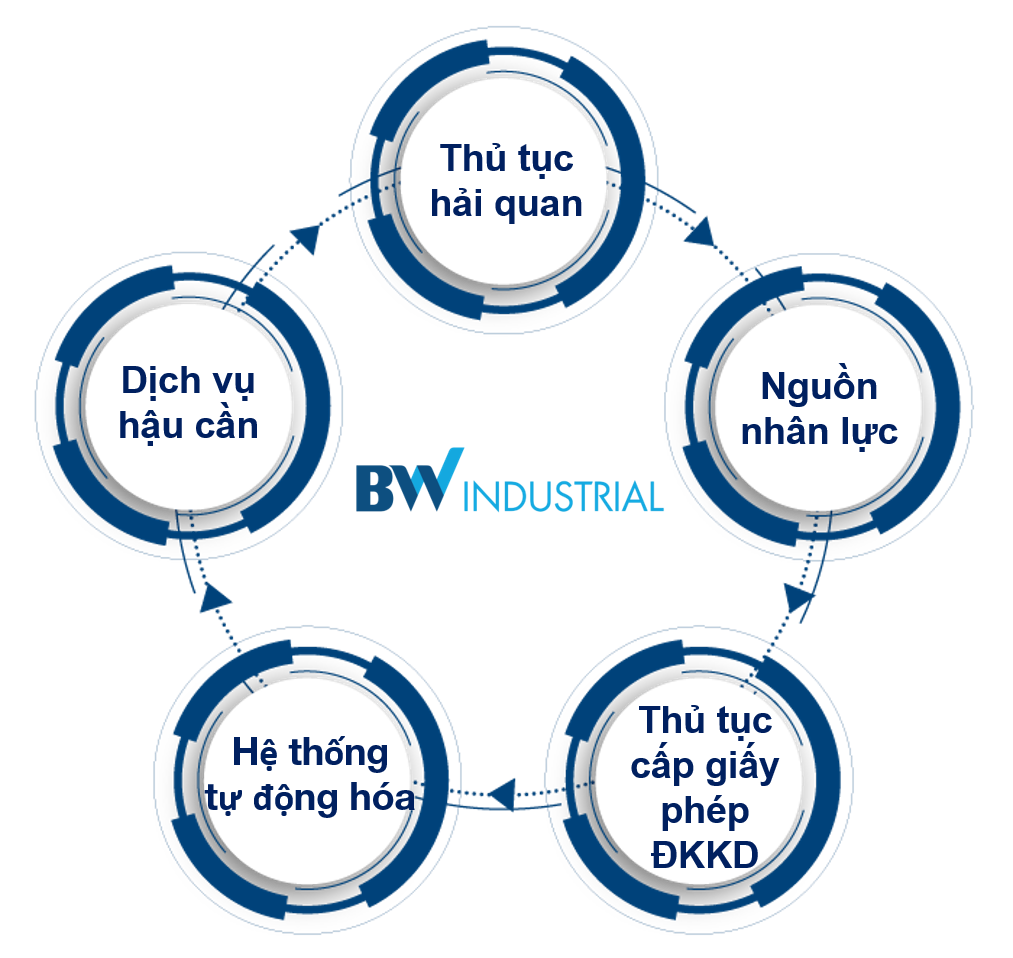 Thủ tục
hải quan
Dịch vụ
hậu cần
Nguồn
nhân lực
BW INDUSTRIAL
Hệ thống
tự động hóa
Thủ tục
cấp giấy
phép
ĐKKD